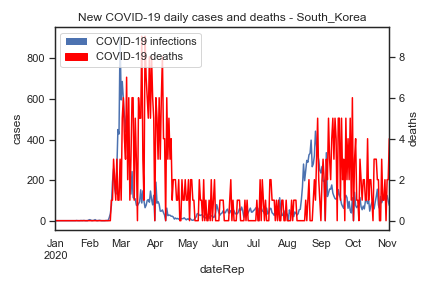 New COVID-19 daily cases and deaths - South_Korea
COVID-19 infections
COVID-19 deaths
800
600
400
200
0
cases
8
6
4
2
0
deaths
Jan Feb Mar Apr May Jun Jul Aug Sep Oct Nov
2020
dateRep